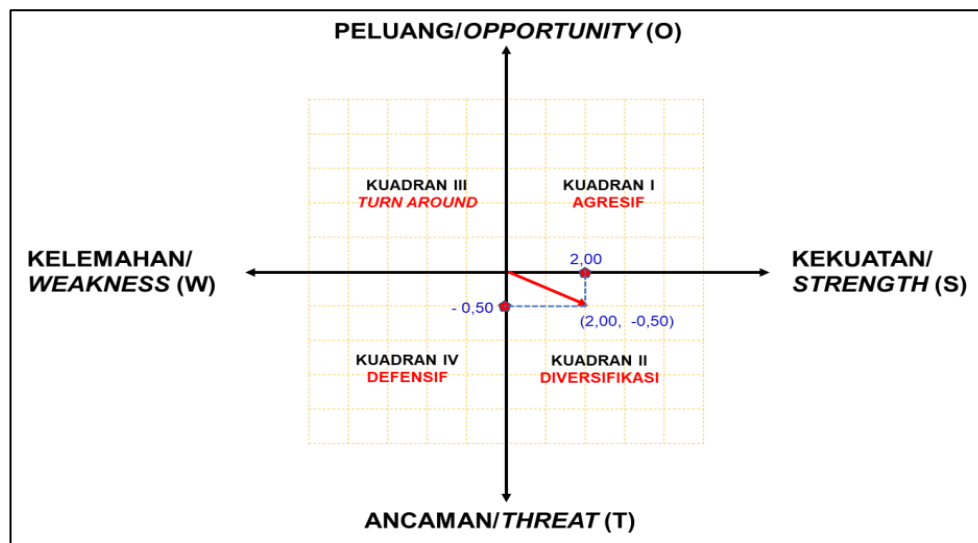 PELUANG/OPPORTUNITY (O)
KUADRAN III
TURN AROUND
KUADRAN I
AGRESIF
KELEMAHAN/
WEAKNESS (W)
2,00
KEKUATAN/
STRENGTH (S)
- 0,50
(2,00, -0,50)
KUADRAN IV
DEFENSIF
KUADRAN II
DIVERSIFIKASI
ANCAMAN/THREAT (T)